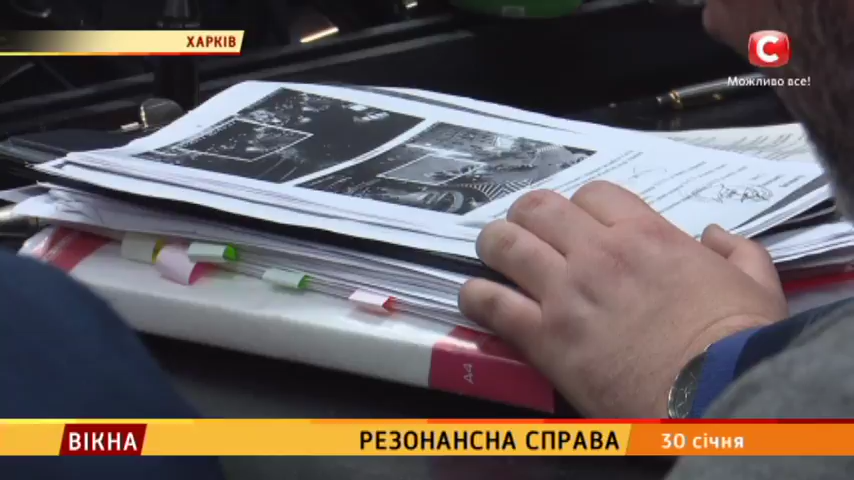 ХАРКІВ
С
Можливо все!
A4
ВІКНА
РЕЗОНАНСНА СПРАВА
30 січня